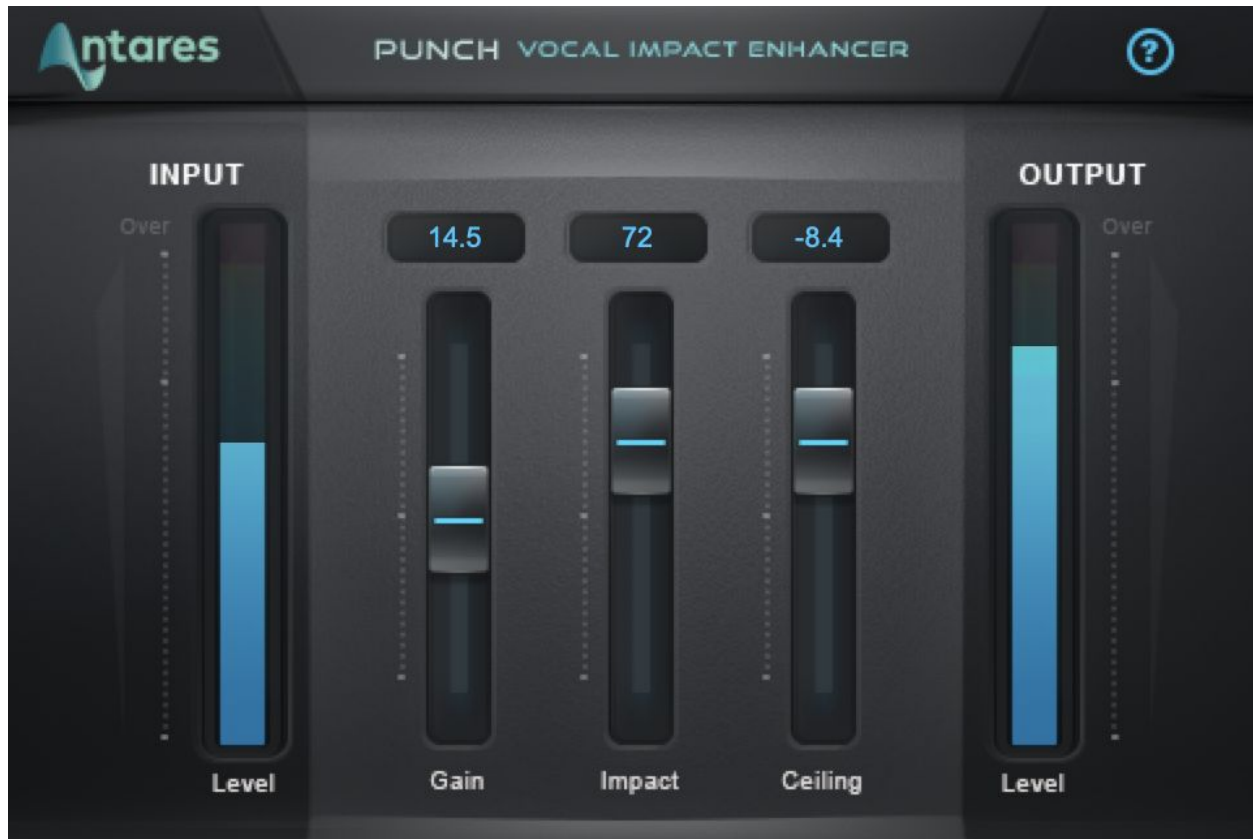 Antares
PUNCH VOCAL IMPACT ENHANCER
?
INPUT
OUTPUT
Over
14.5
72
-8.4
Over
Level
Gain
Impact
Ceiling
Level